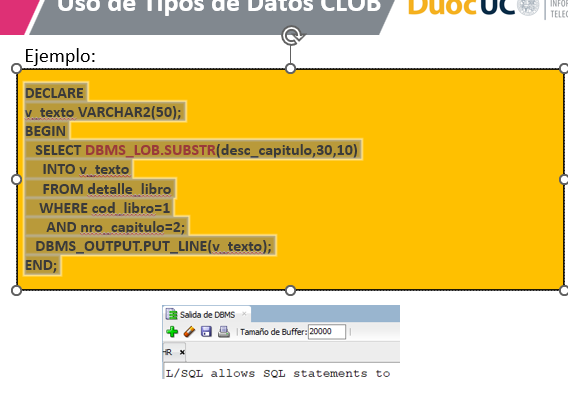 Uso de Tipos de Datos CLOB
DuocUC
INFOR
TELEC
Ejemplo:
DECLARE
v_texto VARCHAR2(50);
BEGIN
SELECT DBMS_LOB.SUBSTR(desc_capitulo,30,10)
INTO v_texto
FROM detalle_libro
WHERE cod_libro=1
AND nro_capitulo=2;
DBMS_OUTPUT.PUT_LINE(v_texto);
END;
Salida de DBMS ×
Tamaño de Buffer: 20000
HR ×
L/SQL allows SQL statements to